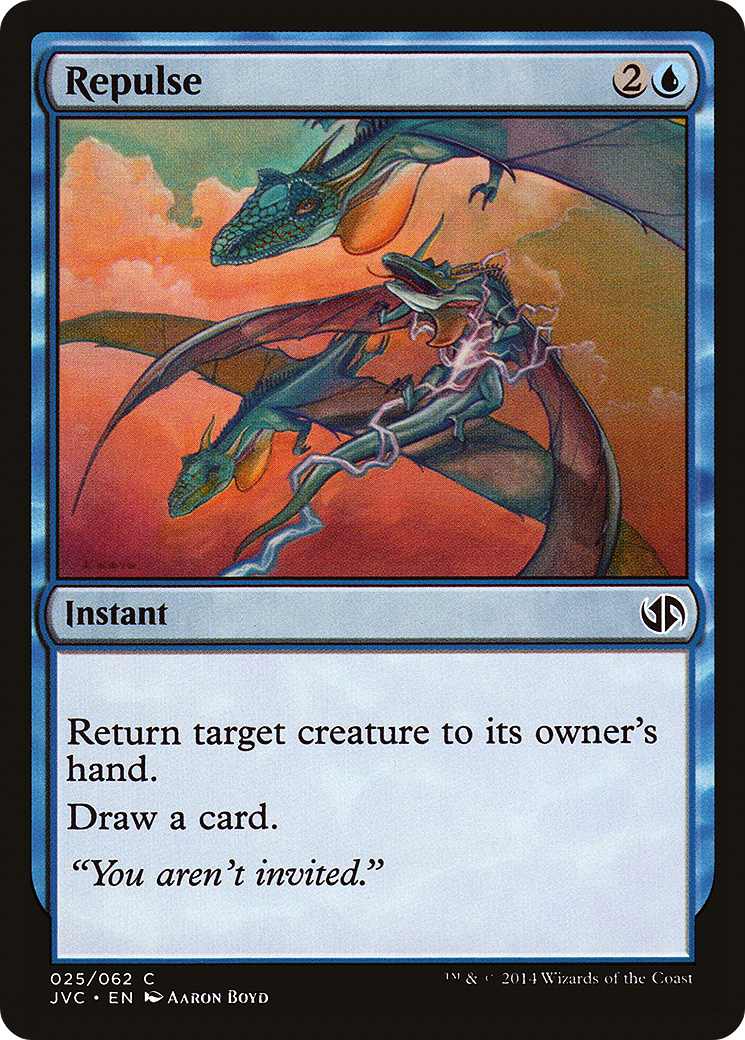 Repulse 2
Instant
Return target creature to its owner's
hand.
Draw a card.
"You aren't invited."
025/062 C
JVC • EN Aaron Boyd
™ & © 2014 Wizards of the Coast